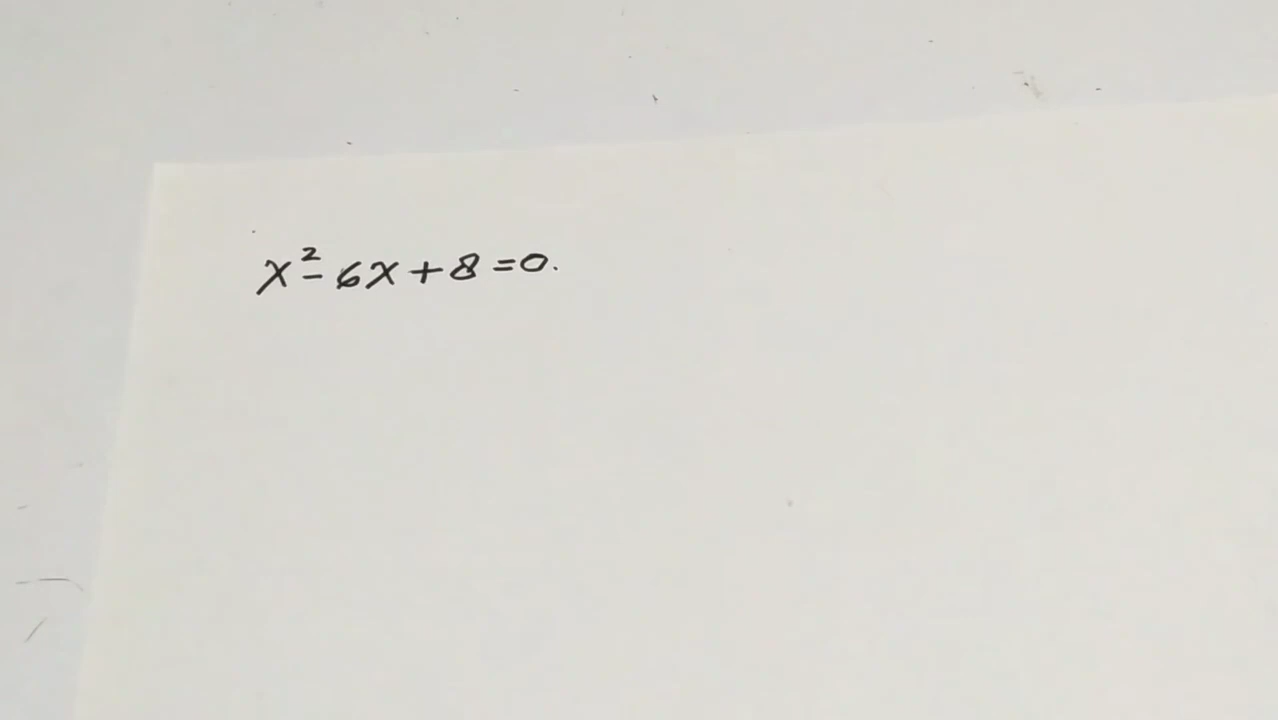 x² - 6x + 8 = 0.